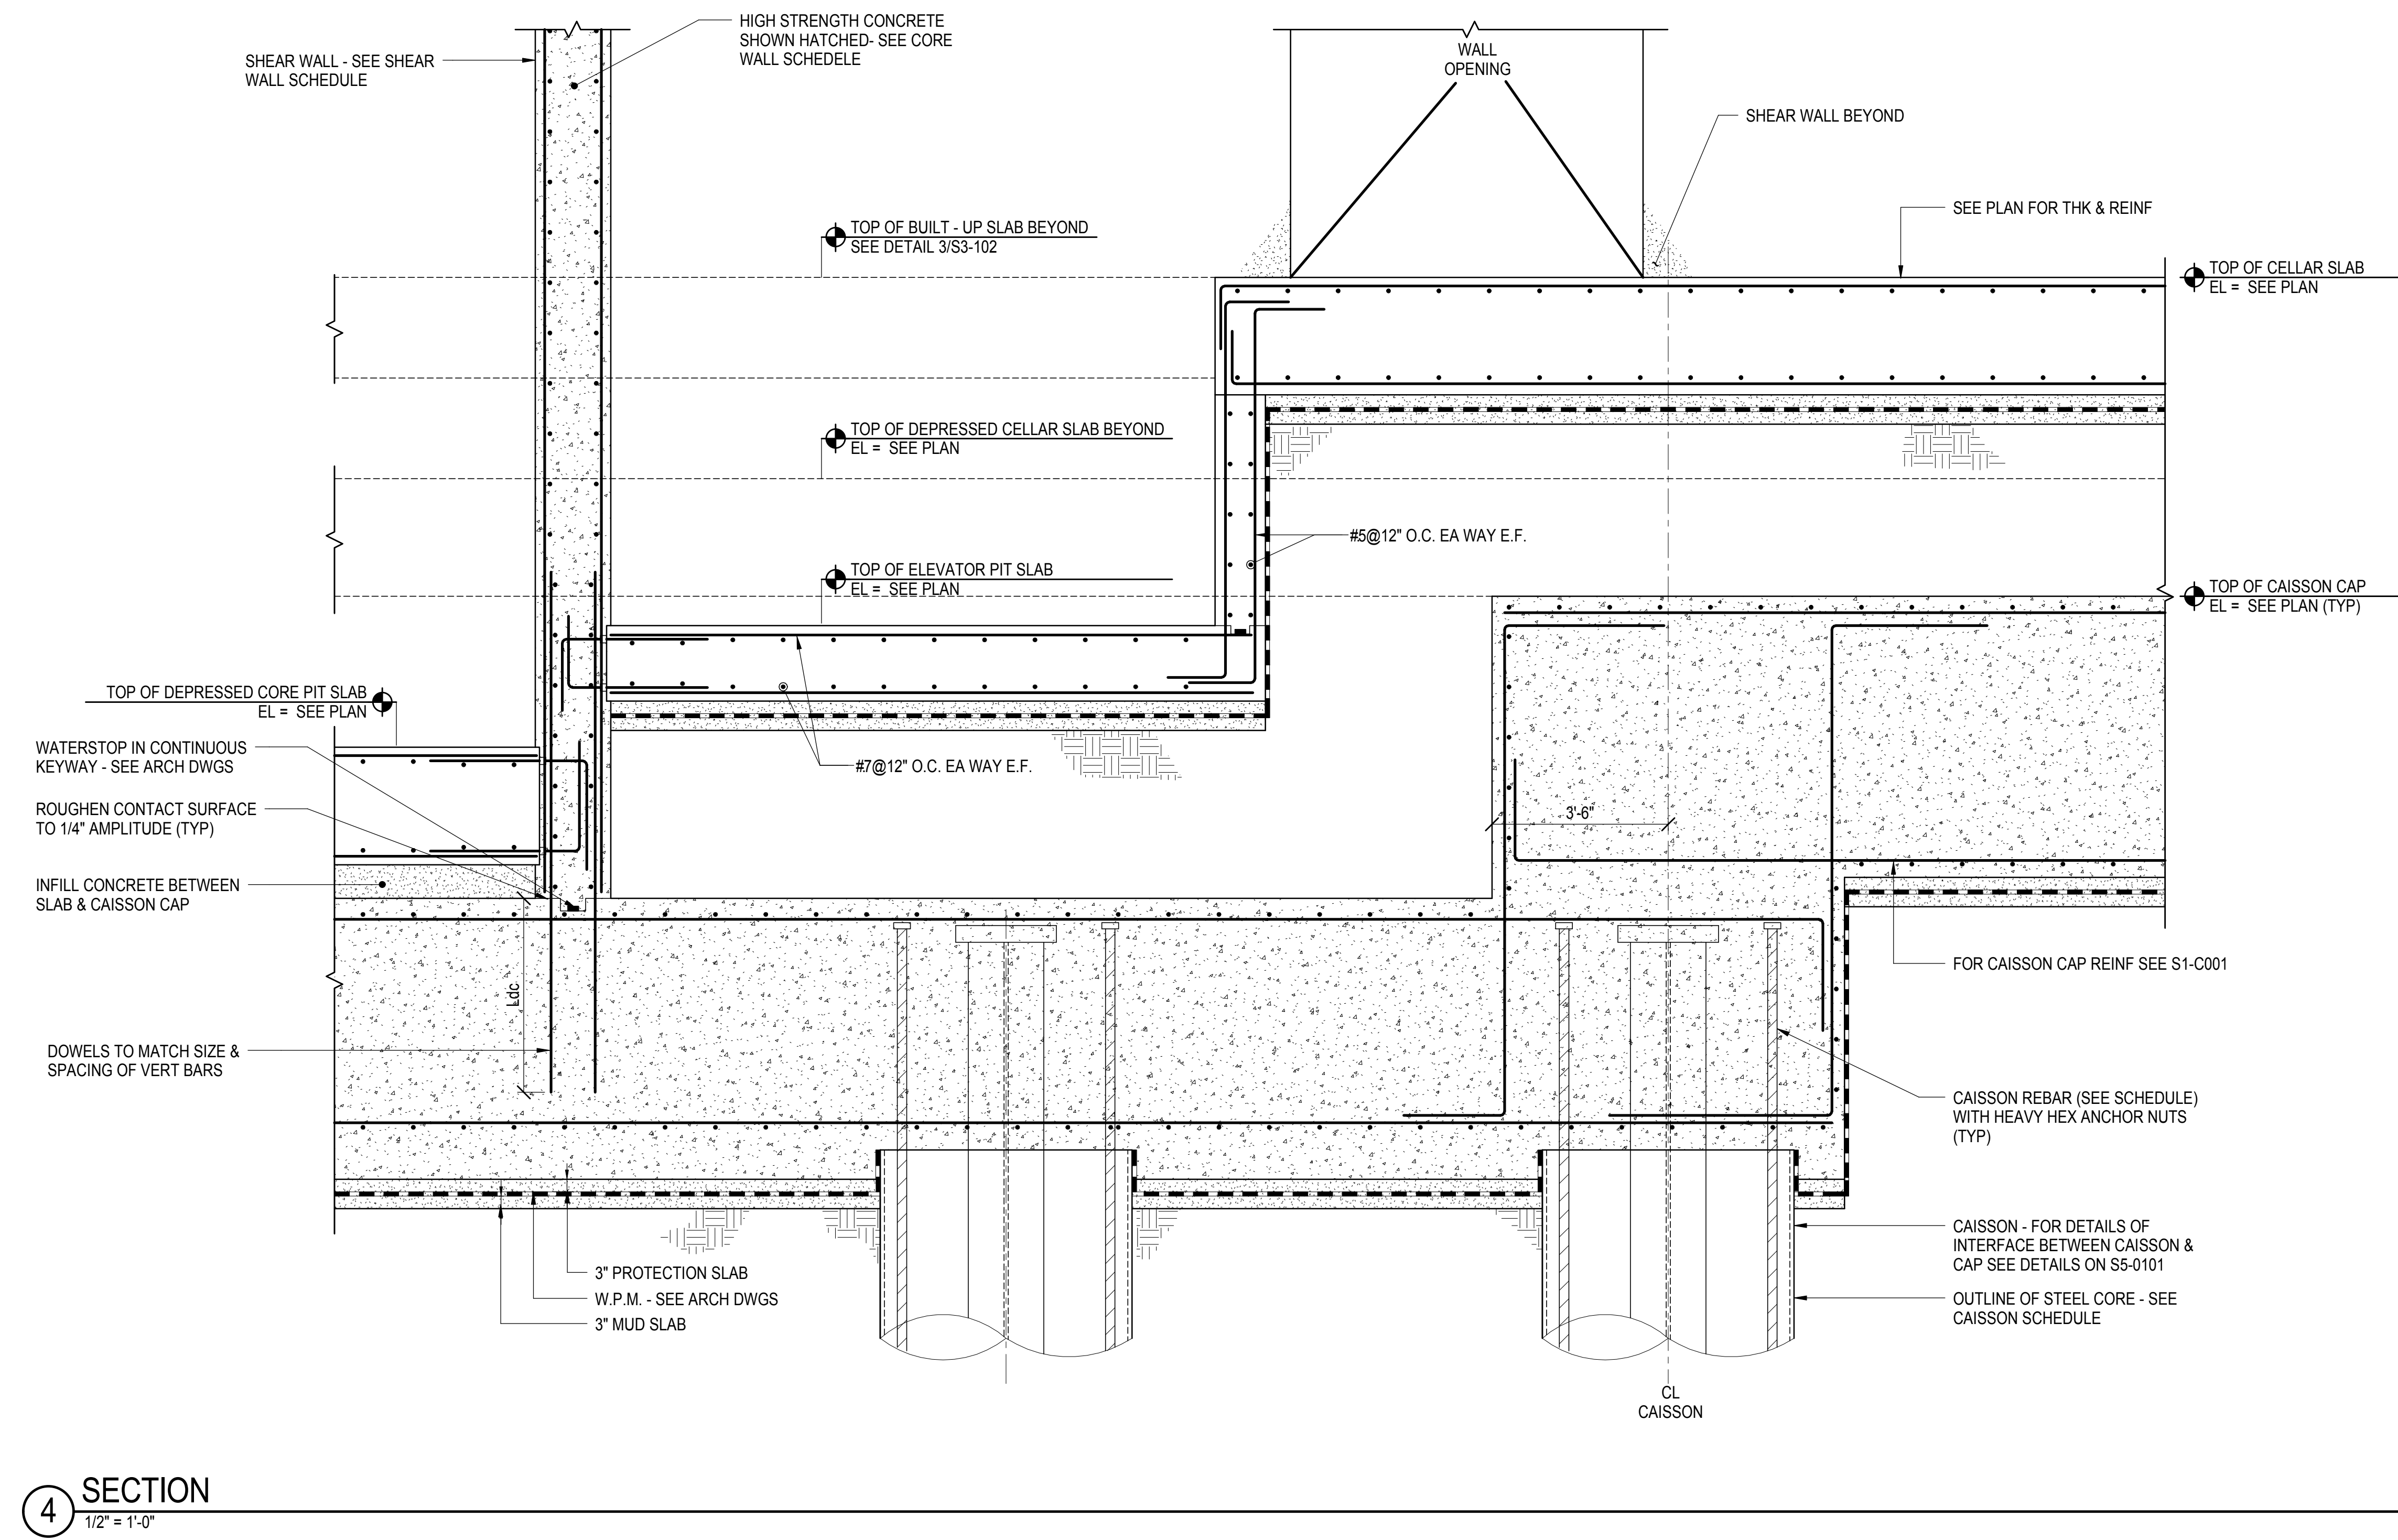 HIGH STRENGTH CONCRETE
SHOWN HATCHED- SEE CORE
WALL SCHEDELE
SHEAR WALL - SEE SHEAR
WALL SCHEDULE
WALL
OPENING
SHEAR WALL BEYOND
SEE PLAN FOR THK & REINF
TOP OF BUILT - UP SLAB BEYOND
SEE DETAIL 3/S3-102
TOP OF CELLAR SLAB
EL = SEE PLAN
TOP OF DEPRESSED CELLAR SLAB BEYOND
EL = SEE PLAN
#5@12" O.C. EA WAY E.F.
TOP OF ELEVATOR PIT SLAB
EL = SEE PLAN
TOP OF CAISSON CAP
EL = SEE PLAN (TYP)
TOP OF DEPRESSED CORE PIT SLAB
EL = SEE PLAN
WATERSTOP IN CONTINUOUS
KEYWAY - SEE ARCH DWGS
#7@12" O.C. EA WAY E.F.
ROUGHEN CONTACT SURFACE
TO 1/4" AMPLITUDE (TYP)
3'-6"
INFILL CONCRETE BETWEEN
SLAB & CAISSON CAP
FOR CAISSON CAP REINF SEE S1-C001
Ldc
DOWELS TO MATCH SIZE &
SPACING OF VERT BARS
CAISSON REBAR (SEE SCHEDULE)
WITH HEAVY HEX ANCHOR NUTS
(TYP)
CAISSON - FOR DETAILS OF
INTERFACE BETWEEN CAISSON &
CAP SEE DETAILS ON S5-0101
3" PROTECTION SLAB
W.P.M. - SEE ARCH DWGS
3" MUD SLAB
OUTLINE OF STEEL CORE - SEE
CAISSON SCHEDULE
CL
CAISSON
4
SECTION
1/2" = 1'-0"